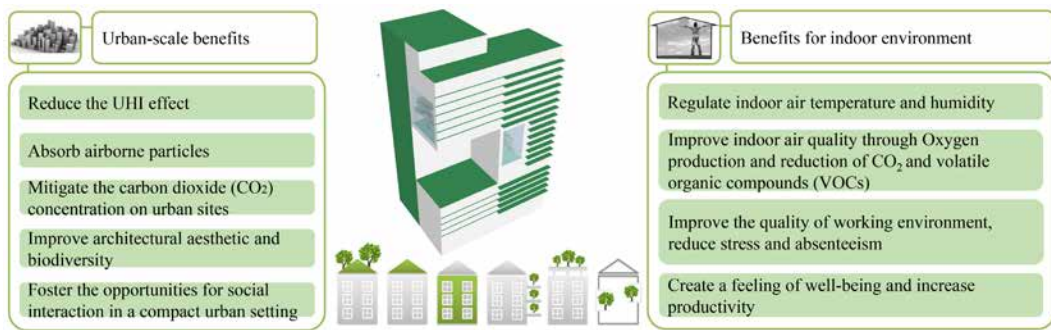 Urban-scale benefits
Reduce the UHI effect
Absorb airborne particles
Mitigate the carbon dioxide (CO2)
concentration on urban sites
Improve architectural aesthetic and
biodiversity
Foster the opportunities for social
interaction in a compact urban setting
Benefits for indoor environment
Regulate indoor air temperature and humidity
Improve indoor air quality through Oxygen
production and reduction of CO₂ and volatile
organic compounds (VOCs)
Improve the quality of working environment,
reduce stress and absenteeism
Create a feeling of well-being and increase
productivity